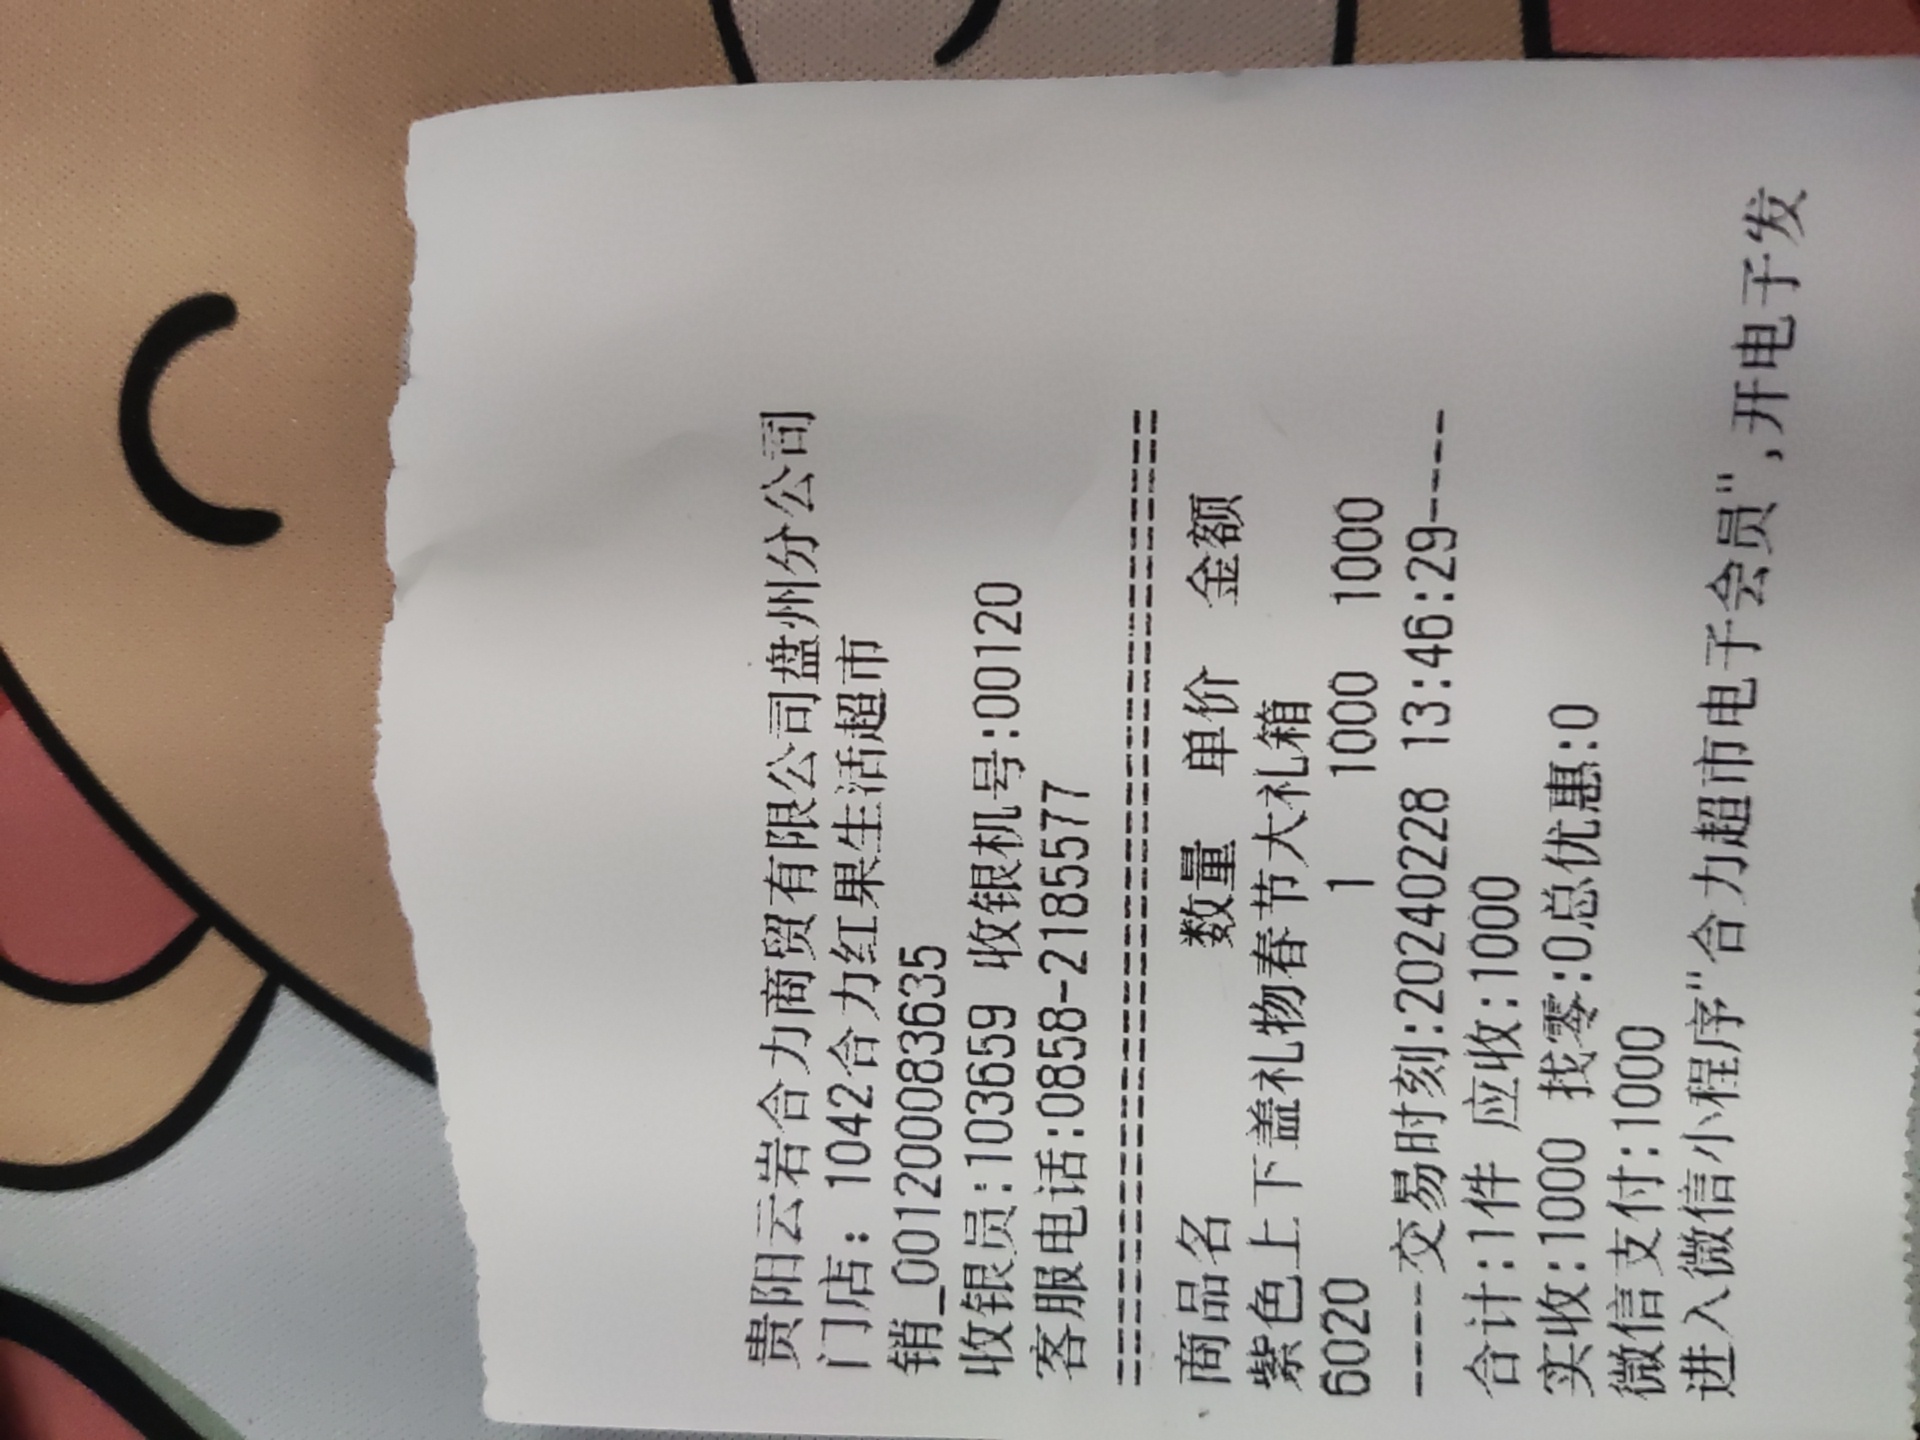 贵阳云岩合力商贸有限公司盘州分公司
门店: 1042合力红果生活超市
销_001200083635
收银员:103659 收银机号:00120
客服电话:0858-2185577
================================
商品名 数量 单价 金额
紫色上下盖礼物春节大礼箱
6020 1 1000 1000
----交易时刻:20240228 13:46:29----
合计:1件 应收:1000
实收:1000 找零:0总优惠:0
微信支付:1000
进入微信小程序"合力超市电子会员",开电子发